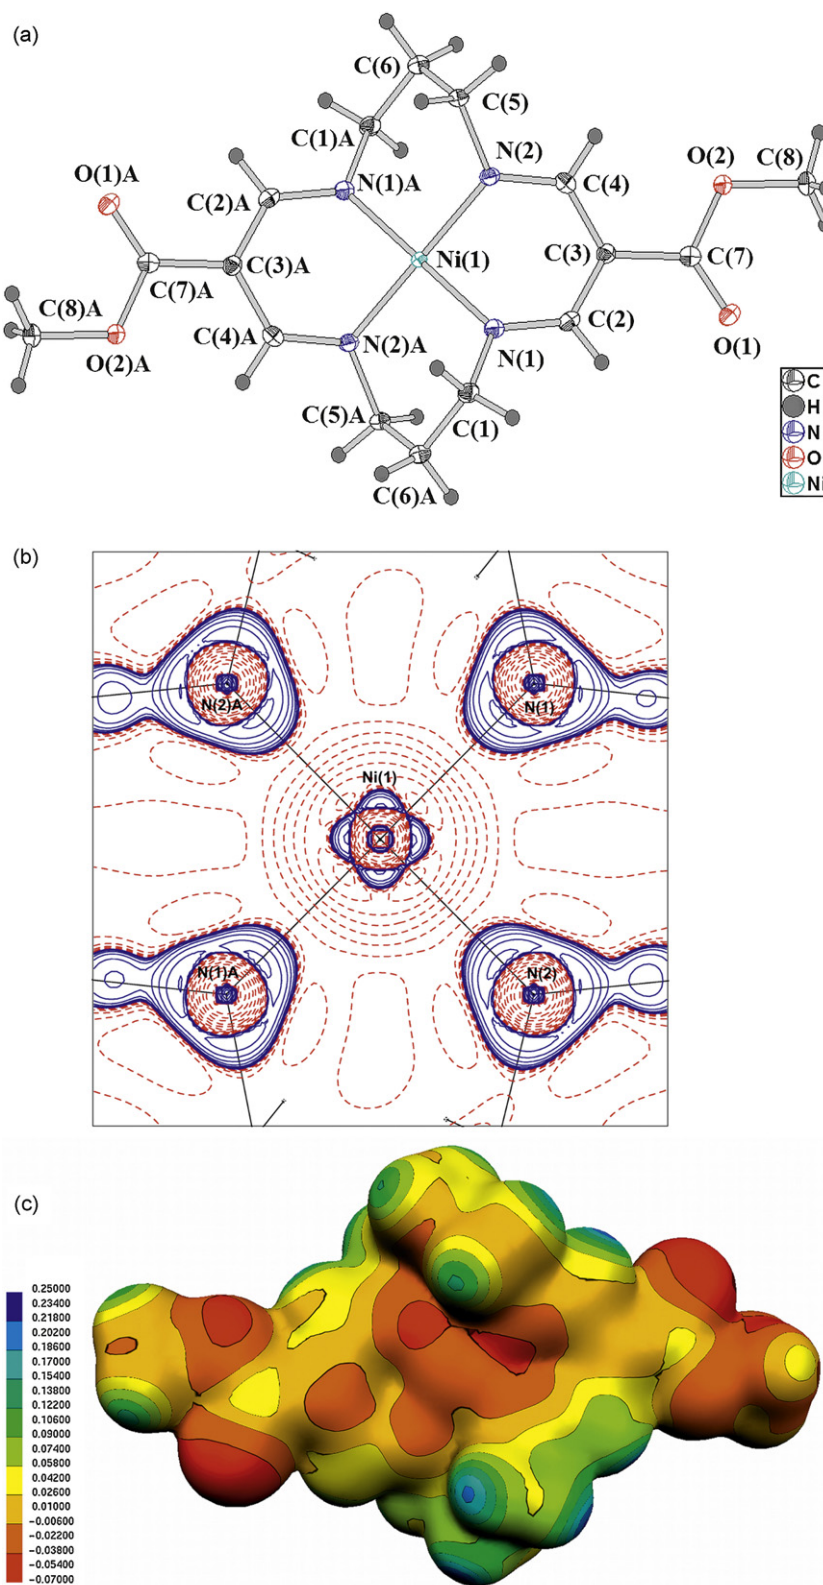 (a)
C(6)
C(5)
C(1)A
N(2)
O(2)
C(8)
O(1)A
N(1)A
C(4)
C(2)A
C(3)A
Ni(1)
C(3)
C(7)
C(7)A
C(8)A
C(4)A
C(2)
O(2)A
N(2)A
N(1)
O(1)
C(5)A
C(1)
C(6)A
C
H
N
O
Ni
(b)
N(2)A
N(1)
Ni(1)
N(1)A
N(2)
(c)
0.25000
0.23400
0.21800
0.20200
0.18600
0.17000
0.15400
0.13800
0.12200
0.10600
0.09000
0.07400
0.05800
0.04200
0.02600
0.01000
−0.00600
−0.02200
−0.03800
−0.05400
−0.07000